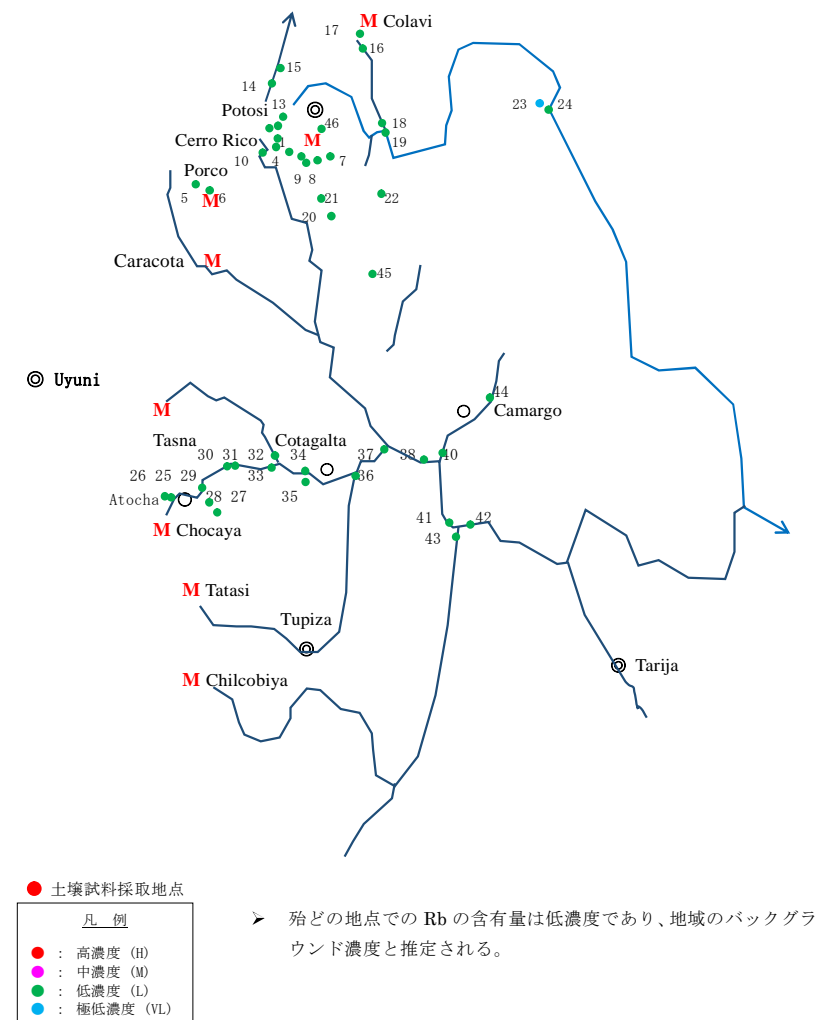 17 M Colavi
16
15
14
Potosi 13
46
23 24
18
Cerro Rico 1 M
19
10 4 9 8 7
Porco
5 M 6
21 22
20
Caracota M
45
◎ Uyuni
M
44
Camargo
Tasna Cotagalta
30 31 32 34 37 38 40
33 36
26 25 29
Atocha 28 27 35
M Chocaya
41 42
43
M Tatasi
Tupiza
Tarija
M Chilcobiya
● 土壌試料採取地点
凡 例
● : 高濃度 (H)
● : 中濃度 (M)
● : 低濃度 (L)
● : 極低濃度 (VL)
➢ 殆どの地点での Rb の含有量は低濃度であり、地域のバックグラ
ウンド濃度と推定される。